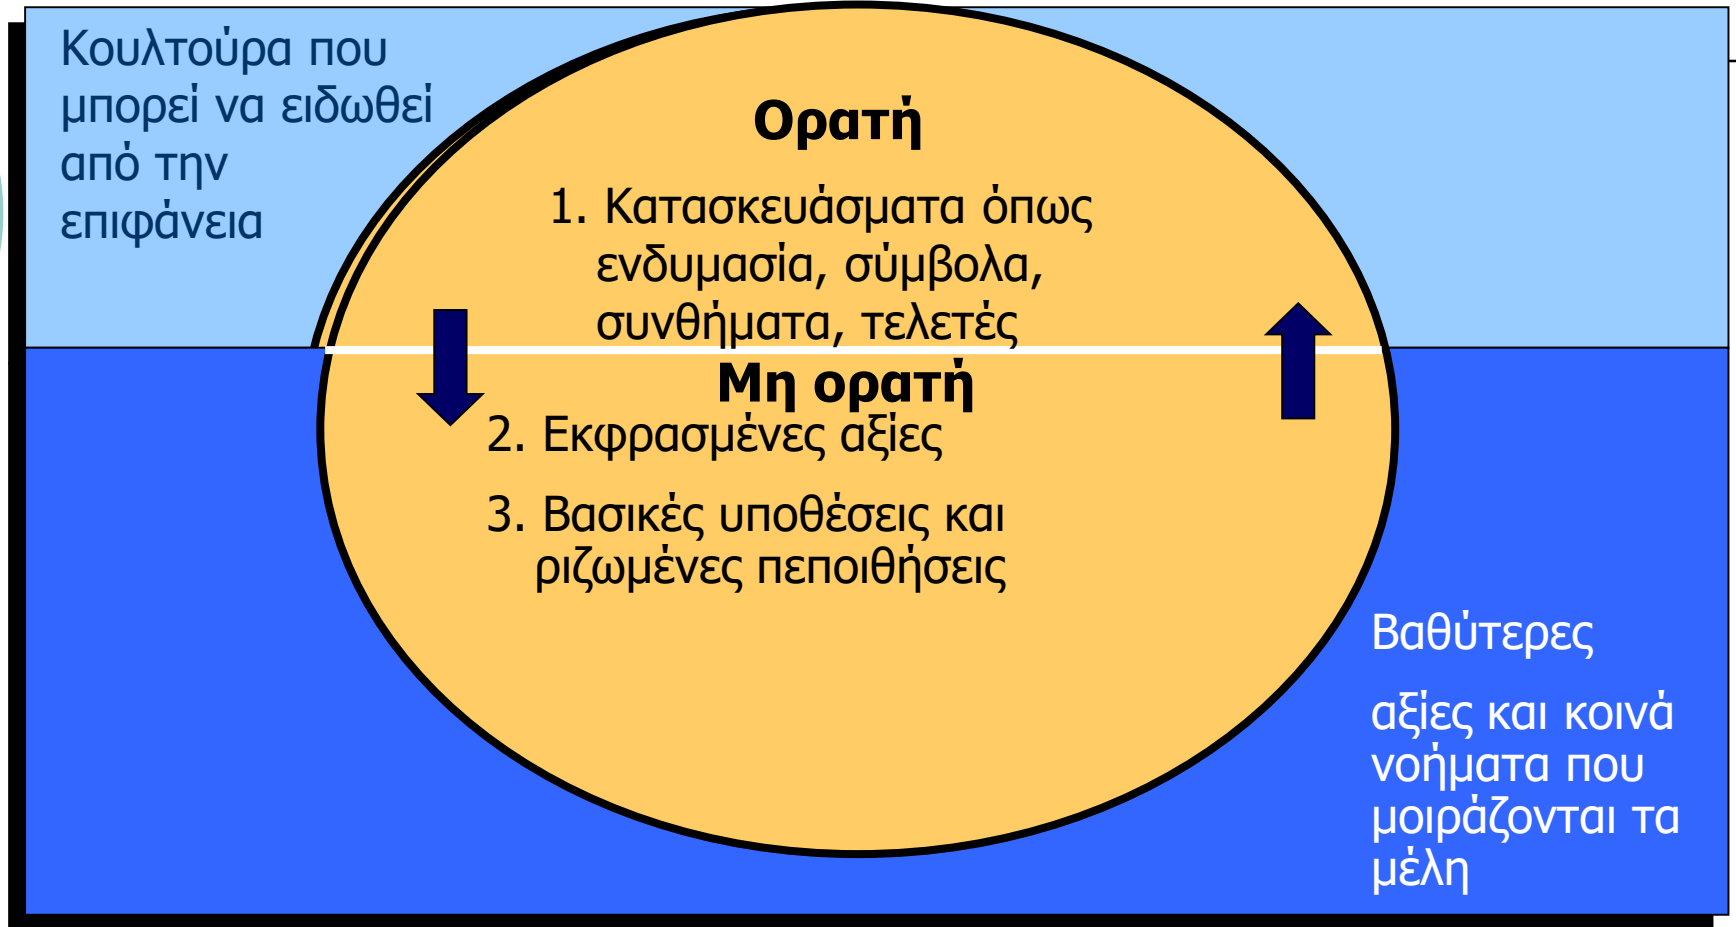 Κουλτούρα που
μπορεί να ειδωθεί
από την
επιφάνεια
Ορατή
1. Κατασκευάσματα όπως
ενδυμασία, σύμβολα,
συνθήματα, τελετές
Μη ορατή
2. Εκφρασμένες αξίες
3. Βασικές υποθέσεις και
ριζωμένες πεποιθήσεις
Βαθύτερες
αξίες και κοινά
νοήματα που
μοιράζονται τα
μέλη